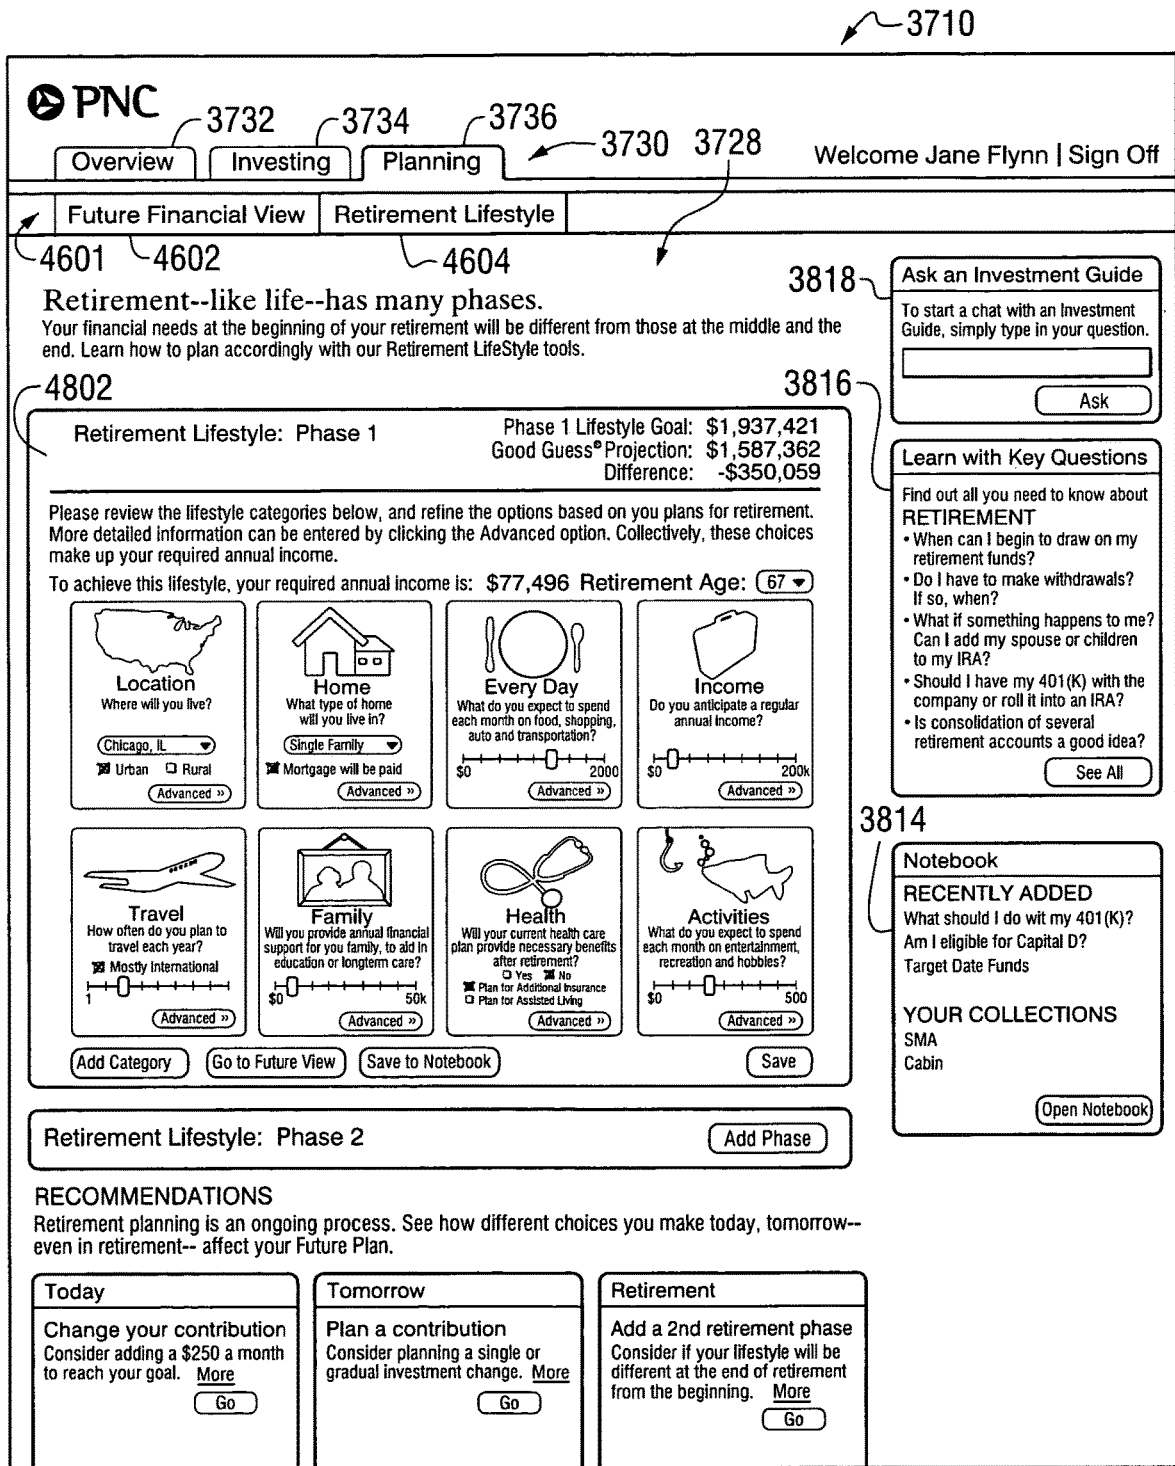 3710
PNC
3732
3734
3736
3730
3728
Overview
Investing
Planning
Welcome Jane Flynn | Sign Off
Future Financial View
Retirement Lifestyle
4601
4602
4604
Retirement--like life--has many phases.
Your financial needs at the beginning of your retirement will be different from those at the middle and the
end. Learn how to plan accordingly with our Retirement LifeStyle tools.
4802
Retirement Lifestyle: Phase 1
Phase 1 Lifestyle Goal: $1,937,421
Good Guess® Projection: $1,587,362
Difference: -$350,059
Please review the lifestyle categories below, and refine the options based on you plans for retirement.
More detailed information can be entered by clicking the Advanced option. Collectively, these choices
make up your required annual income.
To achieve this lifestyle, your required annual income is: $77,496 Retirement Age: 67
Location
Where will you live?
Chicago, IL
Urban Rural
Advanced »
Home
What type of home
will you live in?
Single Family
Mortgage will be paid
Advanced »
Every Day
What do you expect to spend
each month on food, shopping,
auto and transportation?
$0 2000
Advanced »
Income
Do you anticipate a regular
annual income?
$0 200k
Advanced »
Travel
How often do you plan to
travel each year?
Mostly International
1
Advanced »
Family
Will you provide annual financial
support for you family, to aid in
education or longterm care?
$0 50k
Advanced »
Health
Will your current health care
plan provide necessary benefits
after retirement?
Yes No
Plan for Additional Insurance
Plan for Assisted Living
Advanced »
Activities
What do you expect to spend
each month on entertainment,
recreation and hobbies?
$0 500
Advanced »
Add Category
Go to Future View
Save to Notebook
Save
Retirement Lifestyle: Phase 2
Add Phase
RECOMMENDATIONS
Retirement planning is an ongoing process. See how different choices you make today, tomorrow--
even in retirement-- affect your Future Plan.
Today
Change your contribution
Consider adding a $250 a month
to reach your goal. More
Go
Tomorrow
Plan a contribution
Consider planning a single or
gradual investment change. More
Go
Retirement
Add a 2nd retirement phase
Consider if your lifestyle will be
different at the end of retirement
from the beginning. More
Go
3818
Ask an Investment Guide
To start a chat with an Investment
Guide, simply type in your question.
Ask
3816
Learn with Key Questions
Find out all you need to know about
RETIREMENT
• When can I begin to draw on my
retirement funds?
• Do I have to make withdrawals?
If so, when?
• What if something happens to me?
Can I add my spouse or children
to my IRA?
• Should I have my 401(K) with the
company or roll it into an IRA?
• Is consolidation of several
retirement accounts a good idea?
See All
3814
Notebook
RECENTLY ADDED
What should I do wit my 401(K)?
Am I eligible for Capital D?
Target Date Funds
YOUR COLLECTIONS
SMA
Cabin
Open Notebook